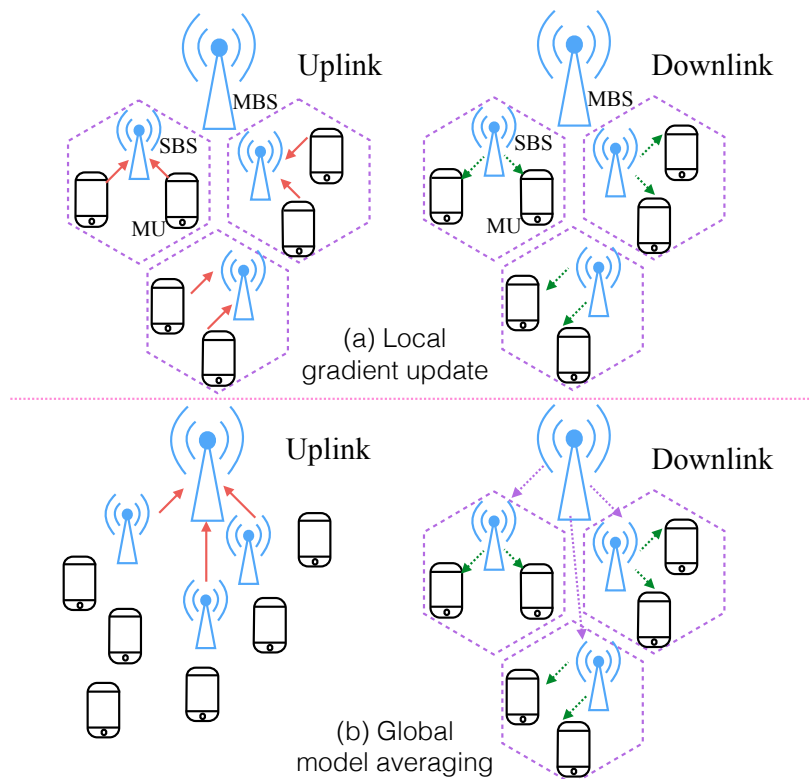 Uplink
MBS
SBS
MU
Downlink
MBS
SBS
MU
(a) Local
gradient update
Uplink
Downlink
(b) Global
model averaging